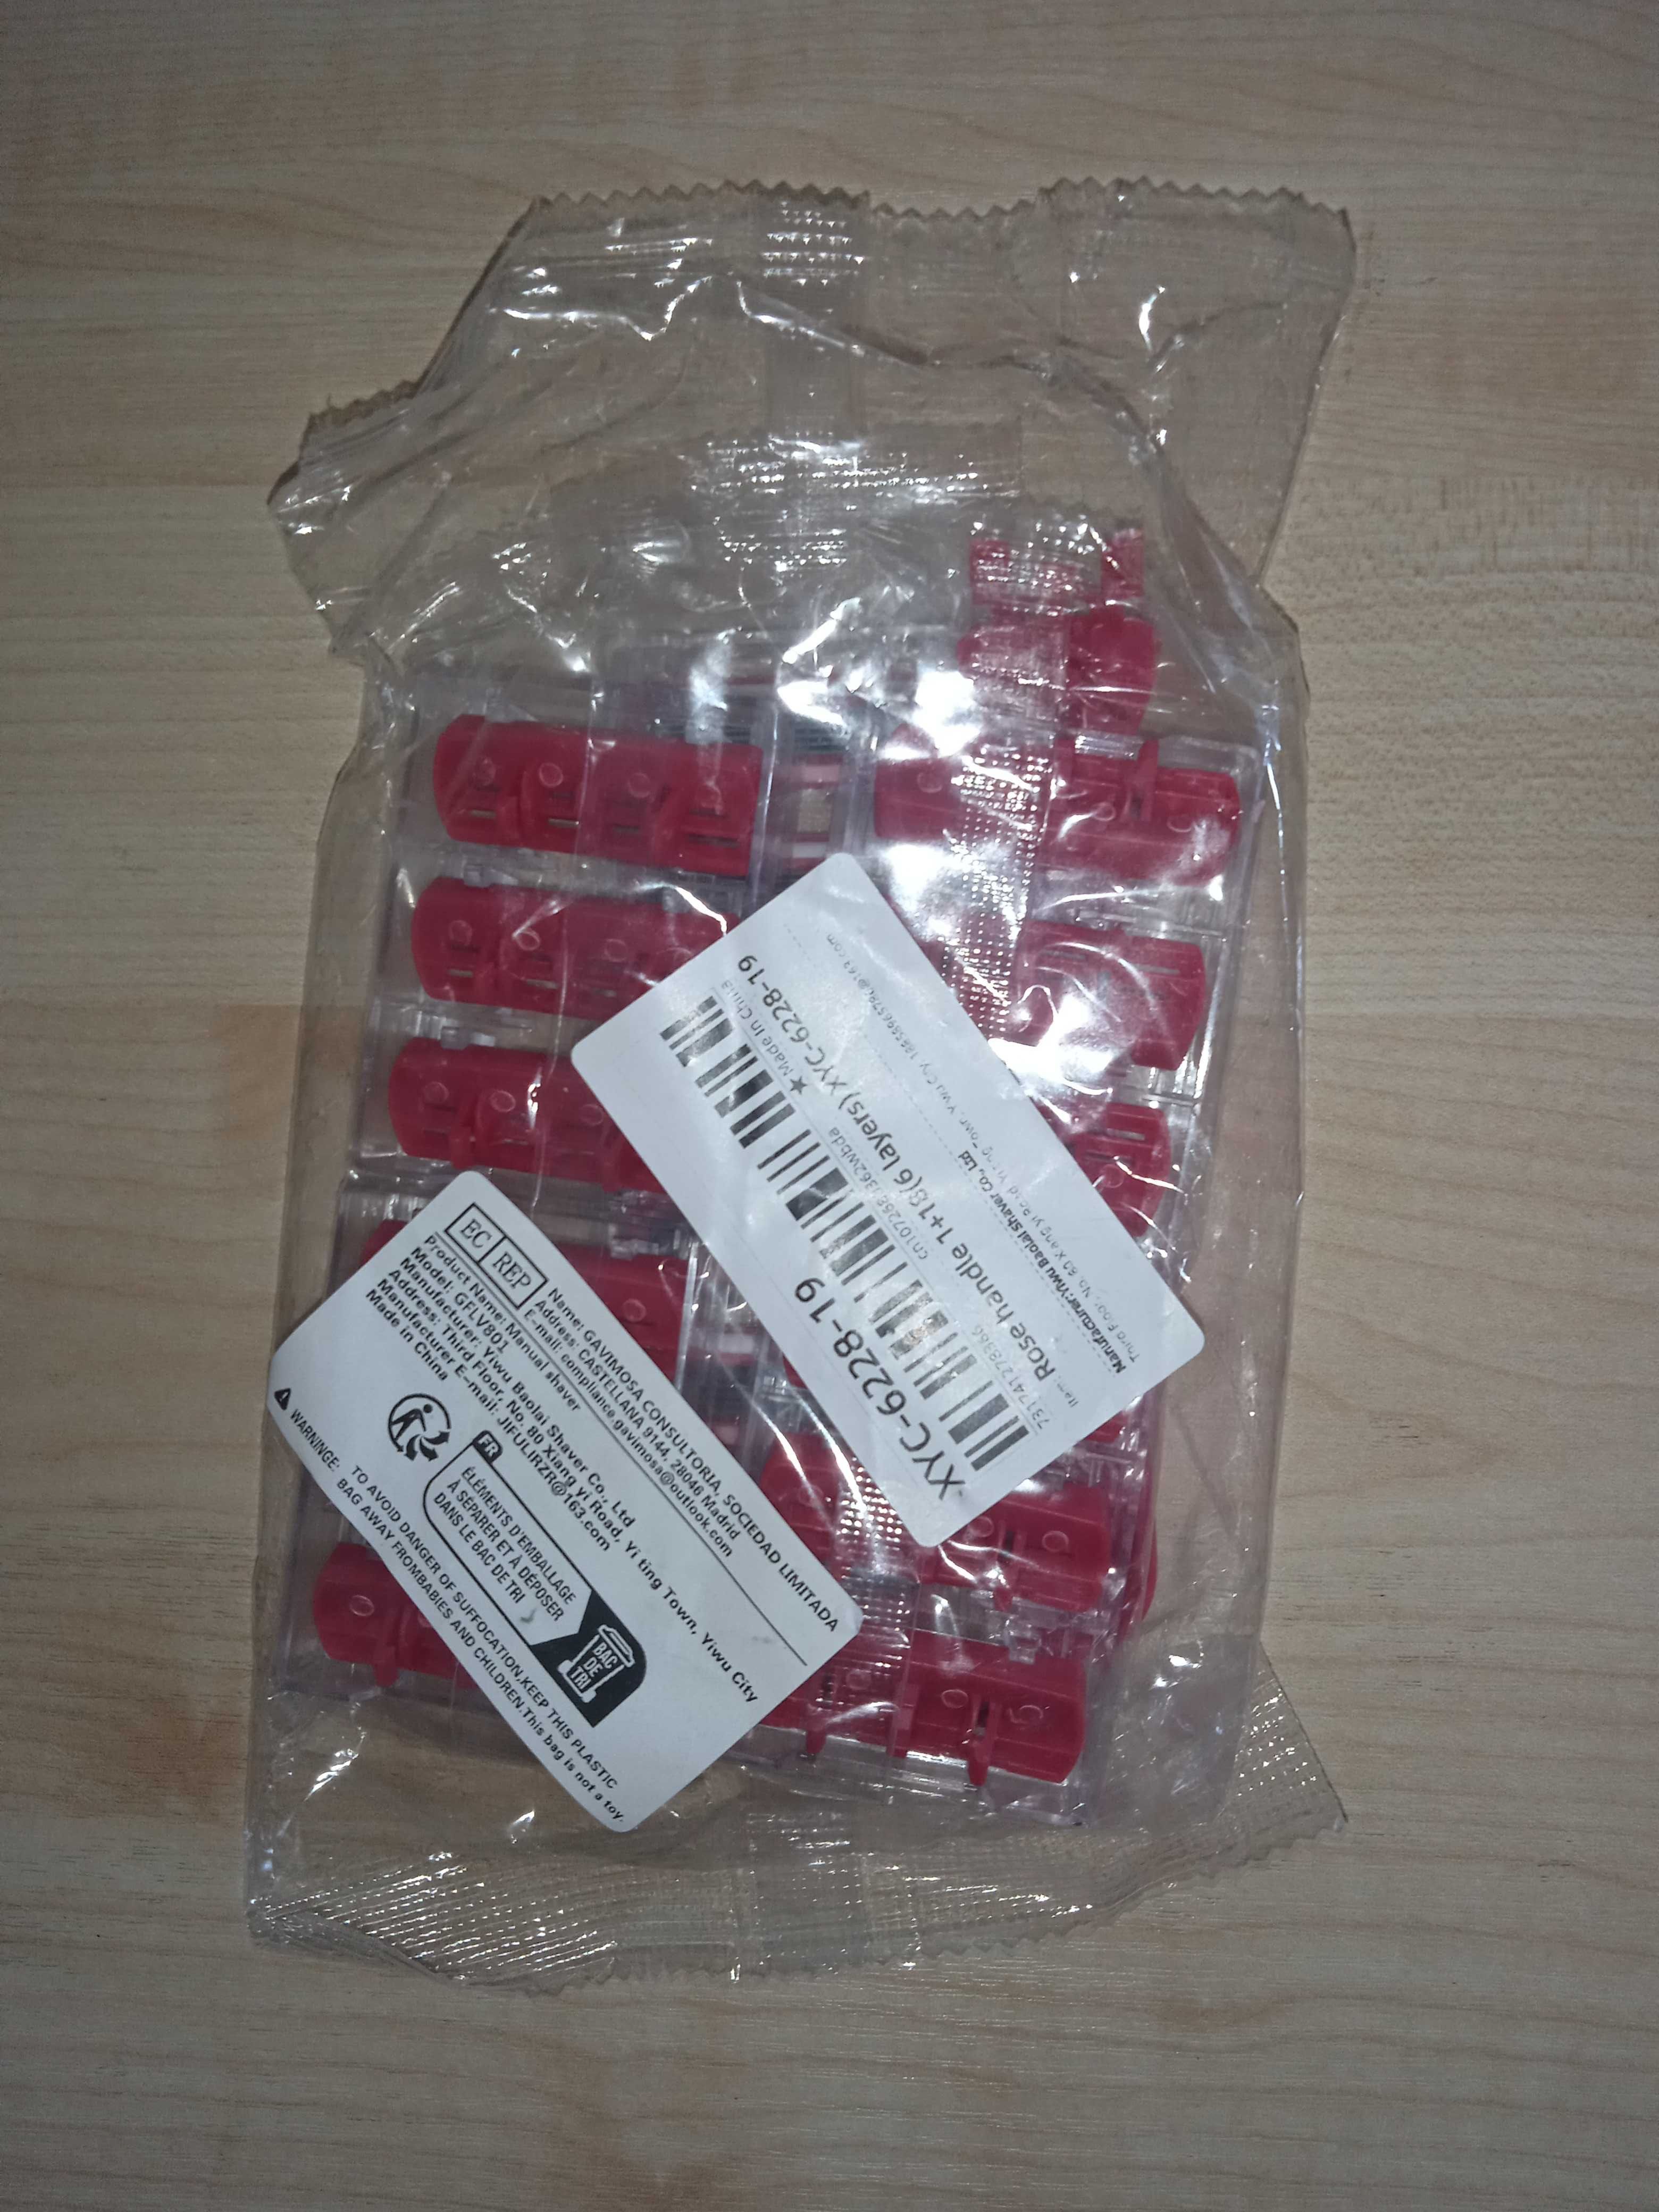 XYC-6228-19
Item: Rose handle 1+18(6 layers) XYC-6228-19
★ Made In China
Manufacturer:Yiwu Baolai shaver co., Ltd
EC REP
Name: GAVIMOSA CONSULTORIA, SOCIEDAD LIMITADA
Address: CASTELLANA 9144, 28046 Madrid
E-mail: compliance.gavimosa@outlook.com
Product Name: Manual shaver
Model: GFLV801
Manufacturer: Yiwu Baolai Shaver Co., Ltd
Address: Third Floor, No. 80 Xiang yi Road, Yi ting Town, Yiwu City
Manufacturer E-mail: JIFULIRZR@163.com
Made in China
FR
ÉLÉMENTS D'EMBALLAGE
À SÉPARER ET À DÉPOSER
DANS LE BAC DE TRI
BAC
DE
TRI
WARNINGE: TO AVOID DANGER OF SUFFOCATION,KEEP THIS PLASTIC
BAG AWAY FROMBABIES AND CHILDREN.This bag is not a toy.